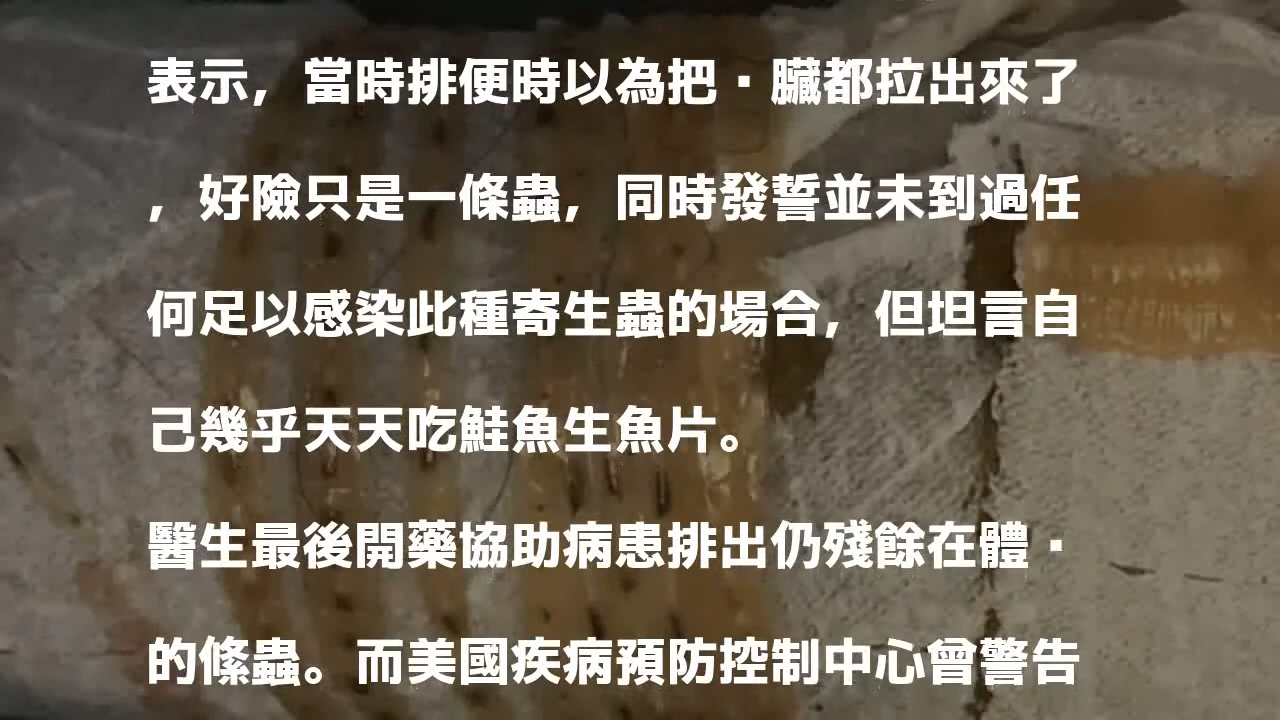 表示，當時排便時以為把▪臟都拉出來了
，好險只是一條蟲，同時發誓並未到過任
何足以感染此種寄生蟲的場合，但坦言自
己幾乎天天吃鮭魚生魚片。
醫生最後開藥協助病患排出仍殘餘在體▪
的絛蟲。而美國疾病預防控制中心曾警告